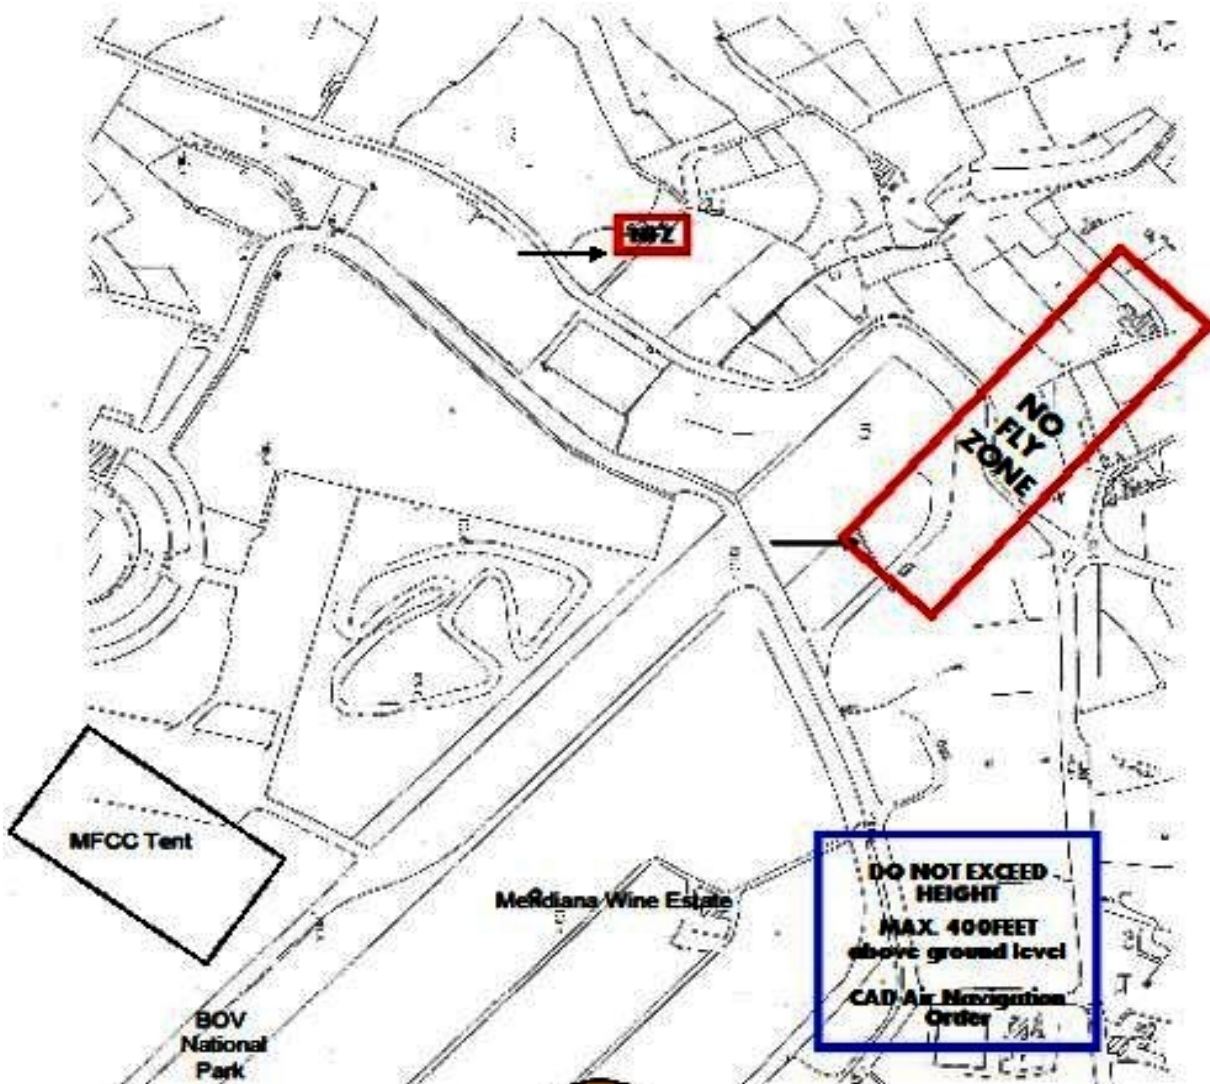 NFZ
NO
FLY
ZONE
MFCC Tent
Meridiana Wine Estate
DO NOT EXCEED
HEIGHT
MAX. 400FEET
above ground level
CAD Air Navigation
Order
BOV
National
Park